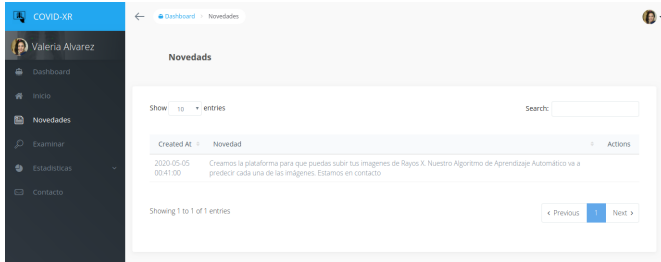 COVID-XR
Dashboard
Novedades
Valeria Alvarez
Dashboard
Inicio
Novedades
Examinar
Estadísticas
Contacto
Novedads
Show 10 entries
Search:
Created At
Novedad
Actions
2020-05-05
00:41:00
Creamos la plataforma para que puedas subir tus imagenes de Rayos X. Nuestro Algoritmo de Aprendizaje Automático va a
predecir cada una de las imágenes. Estamos en contacto
Showing 1 to 1 of 1 entries
Previous
1
Next